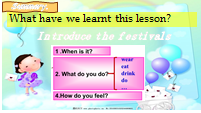 Summary
What have we learnt this lesson?
Introduce the festivals
1 .When is it?
wear
eat
2. What do you do?
drink
do
4.How do you feel?